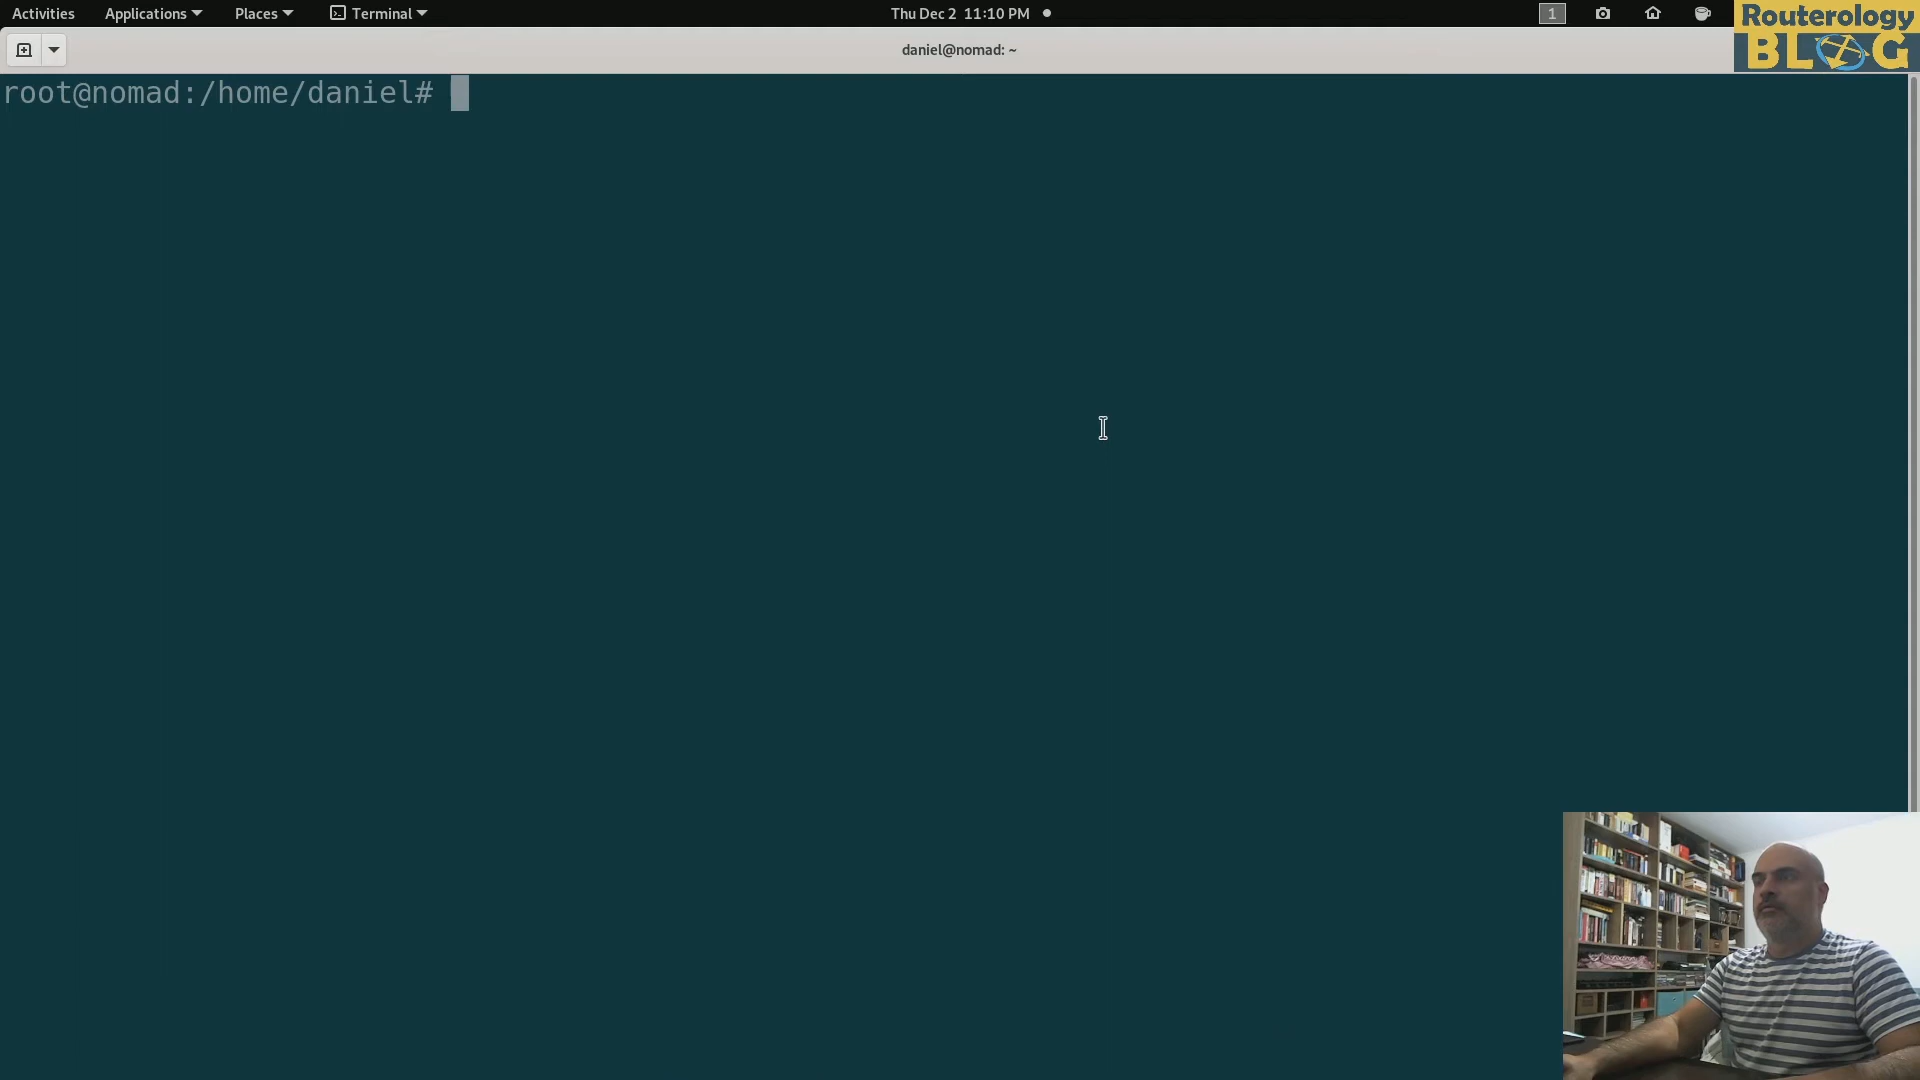 Activities Applications Places Terminal Thu Dec 2 11:10 PM 1
Routerology
BLOG
daniel@nomad: ~
root@nomad:/home/daniel#